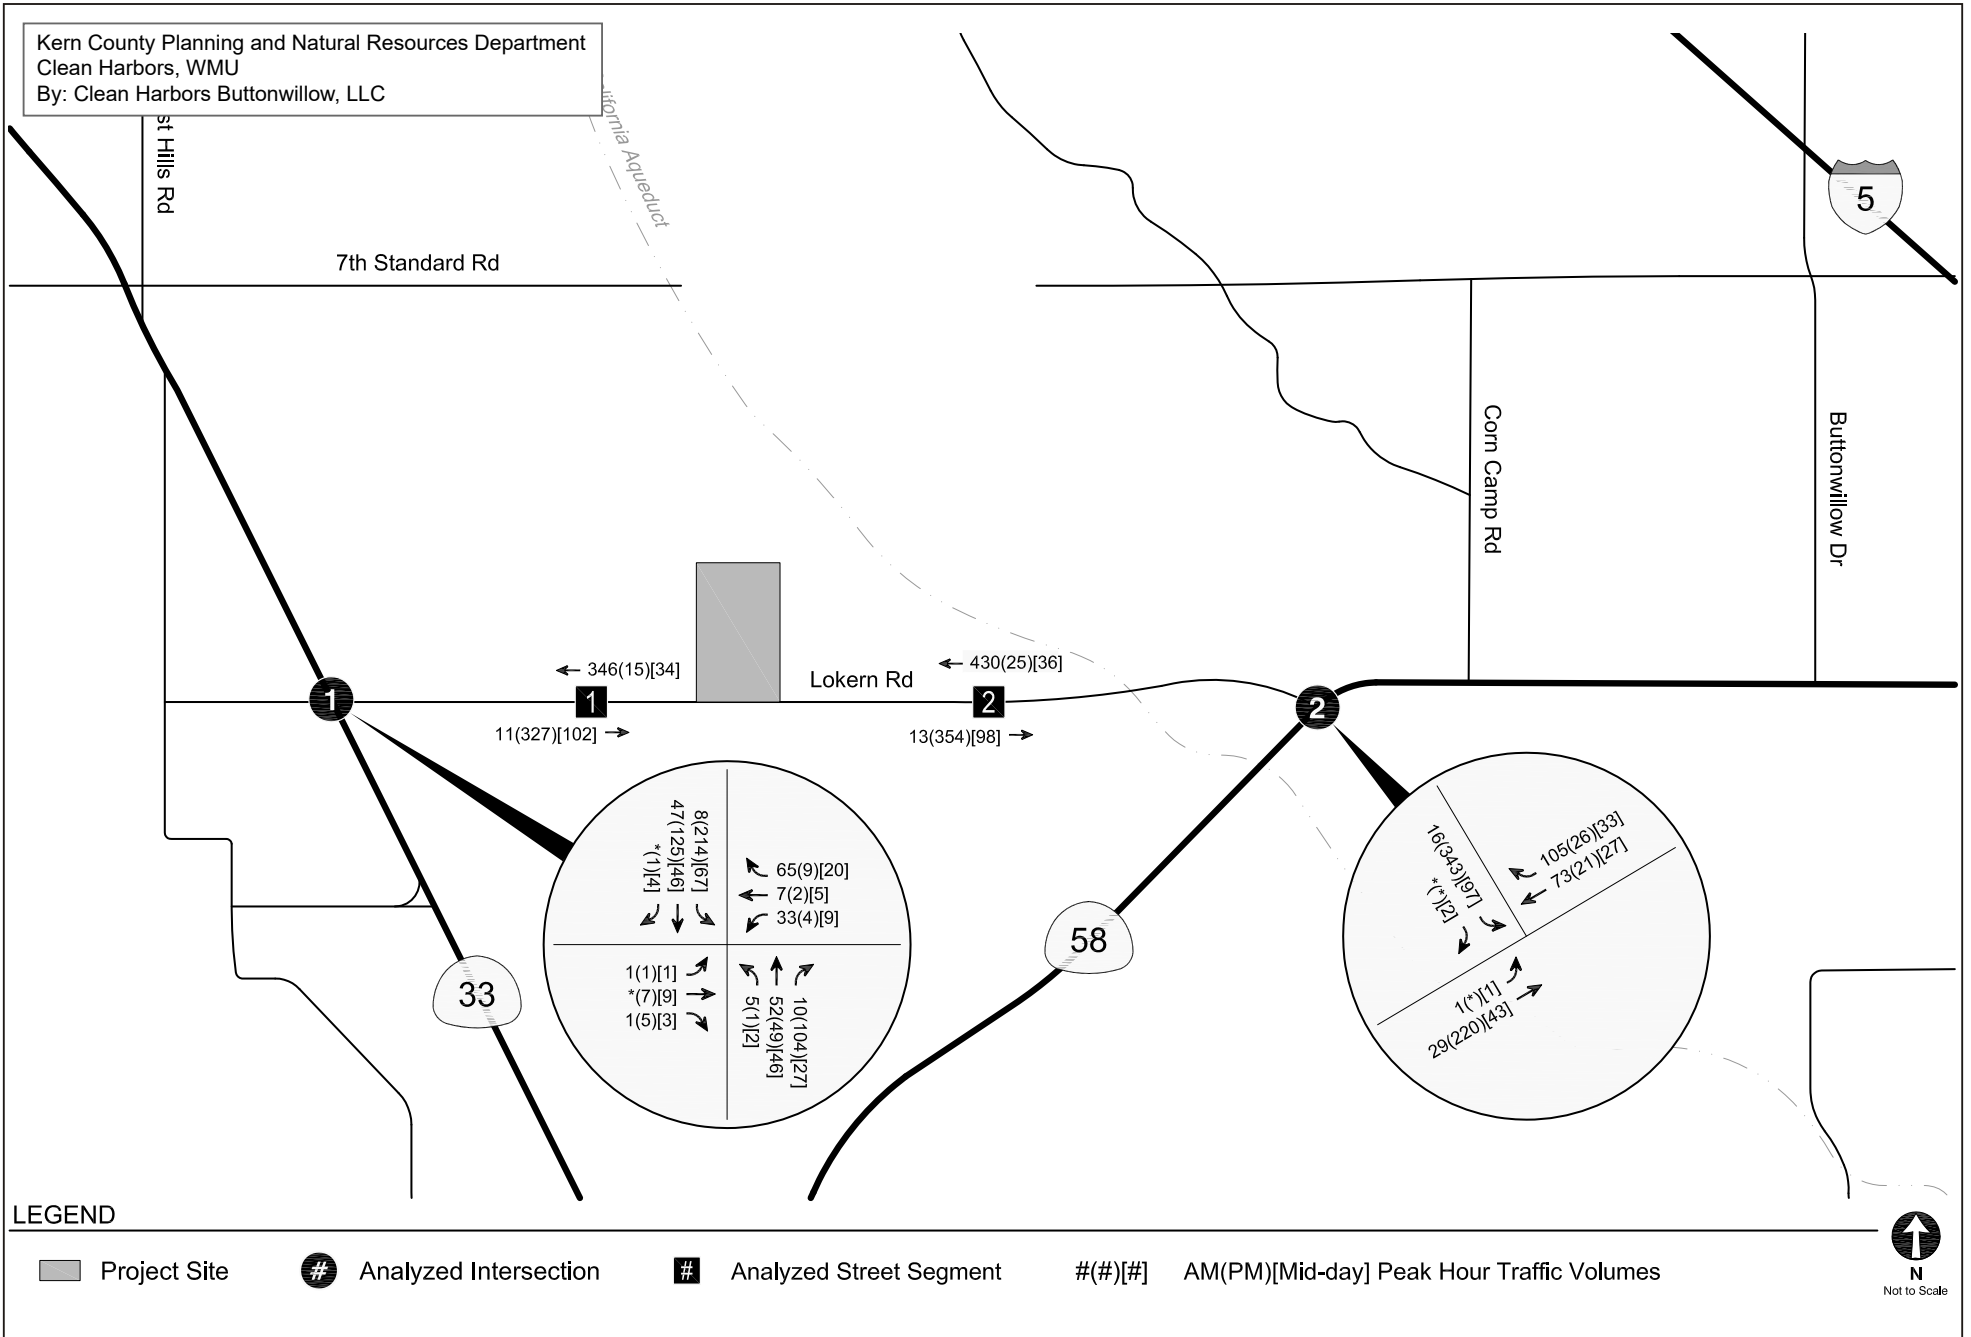 Kern County Planning and Natural Resources Department
Clean Harbors, WMU
By: Clean Harbors Buttonwillow, LLC
st Hills Rd
lifornia Aqueduct
5
7th Standard Rd
Corn Camp Rd
Buttonwillow Dr
346(15)[34]
430(25)[36]
Lokern Rd
1
1
2
2
11(327)[102]
13(354)[98]
8(214)[67]
47(125)[46]
*(1)[4]
65(9)[20]
7(2)[5]
33(4)[9]
1(1)[1]
*(7)[9]
1(5)[3]
10(104)[27]
52(49)[46]
5(1)[2]
16(343)[97]
*(*)[2]
105(26)[33]
73(21)[27]
1(*)[1]
29(220)[43]
33
58
LEGEND
Project Site
# Analyzed Intersection
# Analyzed Street Segment
#(#)[#] AM(PM)[Mid-day] Peak Hour Traffic Volumes
N
Not to Scale